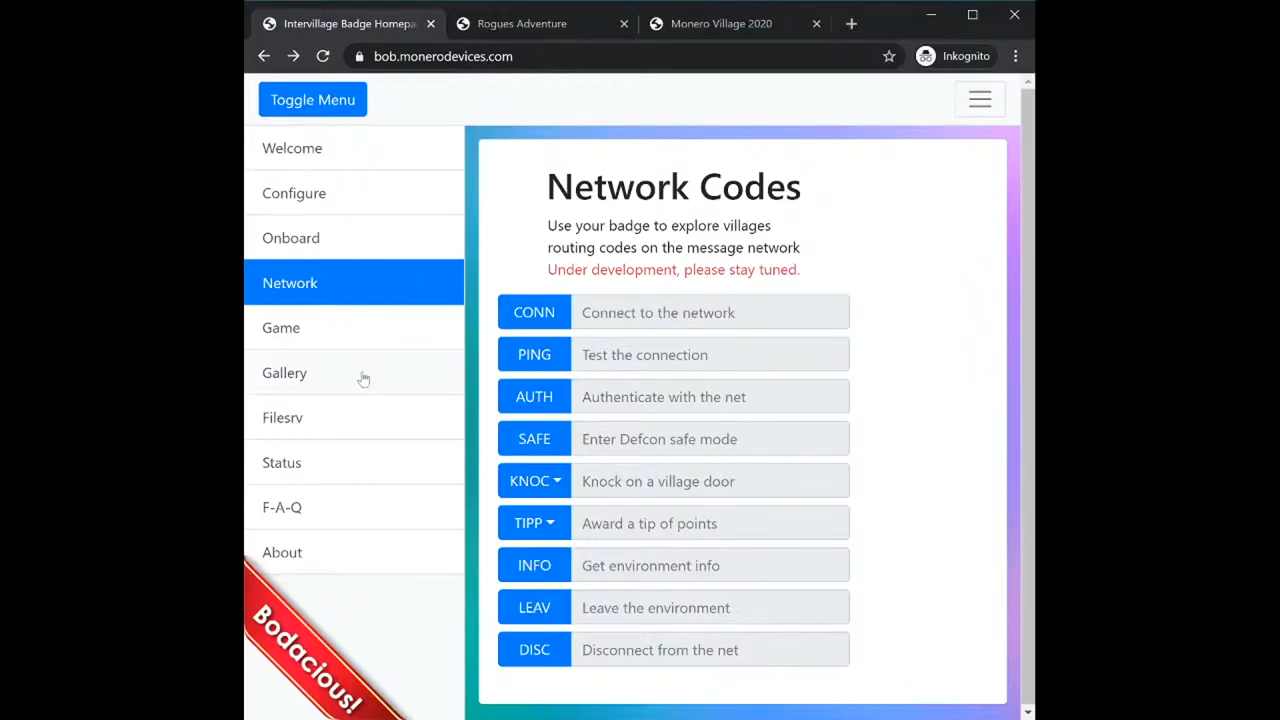 Intervillage Badge Homepa
Rogues Adventure
Monero Village 2020
bob.monerodevices.com
Inkognito
Toggle Menu
Welcome
Configure
Onboard
Network
Game
Gallery
Filesrv
Status
F-A-Q
About
Bodacious!
Network Codes
Use your badge to explore villages
routing codes on the message network
Under development, please stay tuned.
CONN Connect to the network
PING Test the connection
AUTH Authenticate with the net
SAFE Enter Defcon safe mode
KNOC Knock on a village door
TIPP Award a tip of points
INFO Get environment info
LEAV Leave the environment
DISC Disconnect from the net